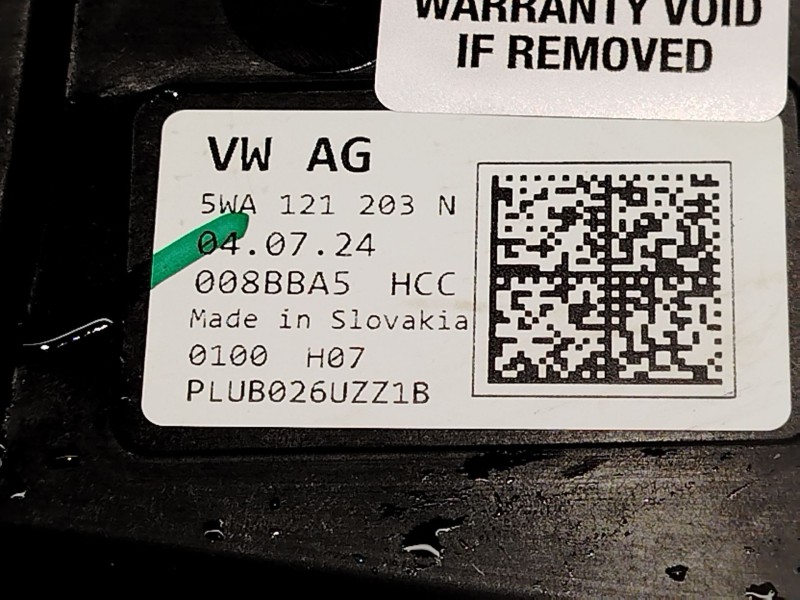 WARRANTY VOID
IF REMOVED
VW AG
5WA 121 203 N
04.07.24
008BBA5 HCC
Made in Slovakia
0100 H07
PLUB026UZZ1B